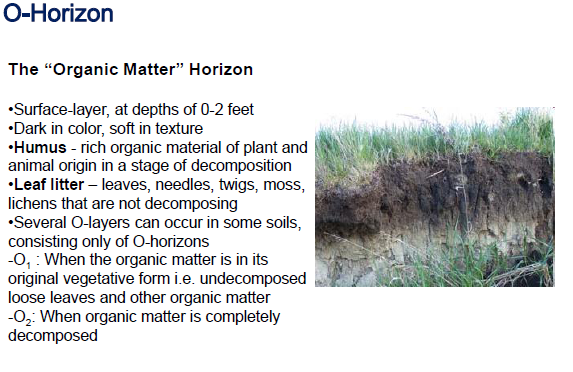 O-Horizon
The “Organic Matter” Horizon
•Surface-layer, at depths of 0-2 feet
•Dark in color, soft in texture
•Humus - rich organic material of plant and
animal origin in a stage of decomposition
•Leaf litter – leaves, needles, twigs, moss,
lichens that are not decomposing
•Several O-layers can occur in some soils,
consisting only of O-horizons
-O₁ : When the organic matter is in its
original vegetative form i.e. undecomposed
loose leaves and other organic matter
-O₂: When organic matter is completely
decomposed